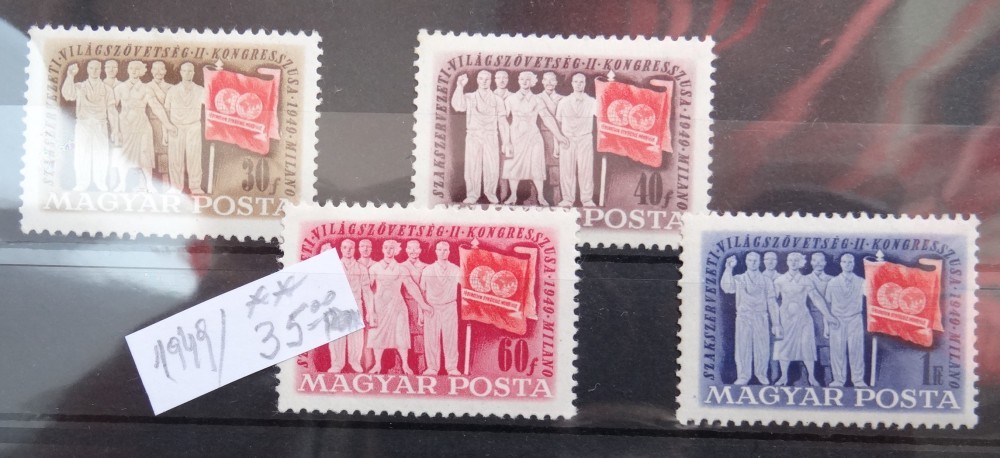 SZAKSZERVEZETI·VILÁGSZÖVETSÉG·II·KONGRESSZUSA·1949·MILANO
30f
MAGYAR POSTA
SZAKSZERVEZETI·VILÁGSZÖVETSÉG·II·KONGRESSZUSA·1949·MILANO
40f
POSTA
SZAKSZERVEZETI·VILÁGSZÖVETSÉG·II·KONGRESSZUSA·1949·MILANO
60f
MAGYAR POSTA
SZAKSZERVEZETI·VILÁGSZÖVETSÉG·II·KONGRESSZUSA·1949·MILANO
1Ft
MAGYAR POSTA
1949/ **
35